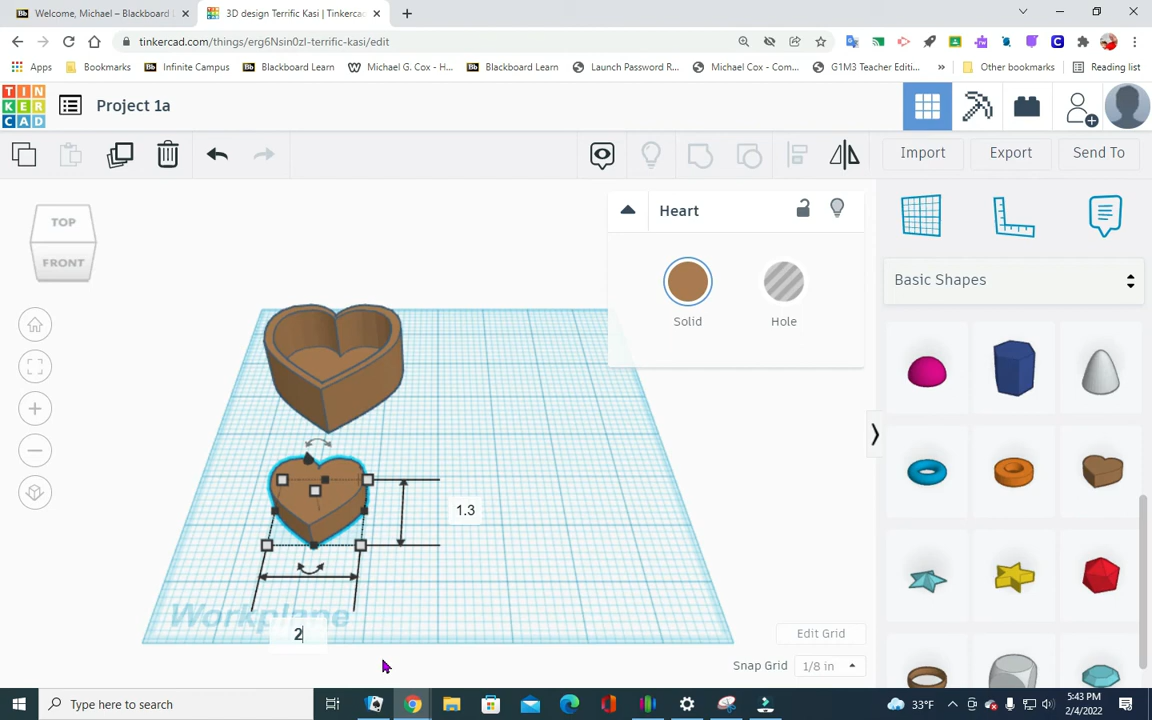 Welcome, Michael – Blackboard L
3D design Terrific Kasi | Tinkercad
tinkercad.com/things/erg6Nsin0zI-terrific-kasi/edit
Apps
Bookmarks
Infinite Campus
Blackboard Learn
Michael G. Cox - H...
Blackboard Learn
Launch Password R...
Michael Cox - Com...
G1M3 Teacher Editi...
Other bookmarks
Reading list
TIN
KER
CAD
Project 1a
Import
Export
Send To
TOP
FRONT
Heart
Solid
Hole
Basic Shapes
1.3
Workplane
2
Edit Grid
Snap Grid
1/8 in
Type here to search
33°F
5:43 PM
2/4/2022